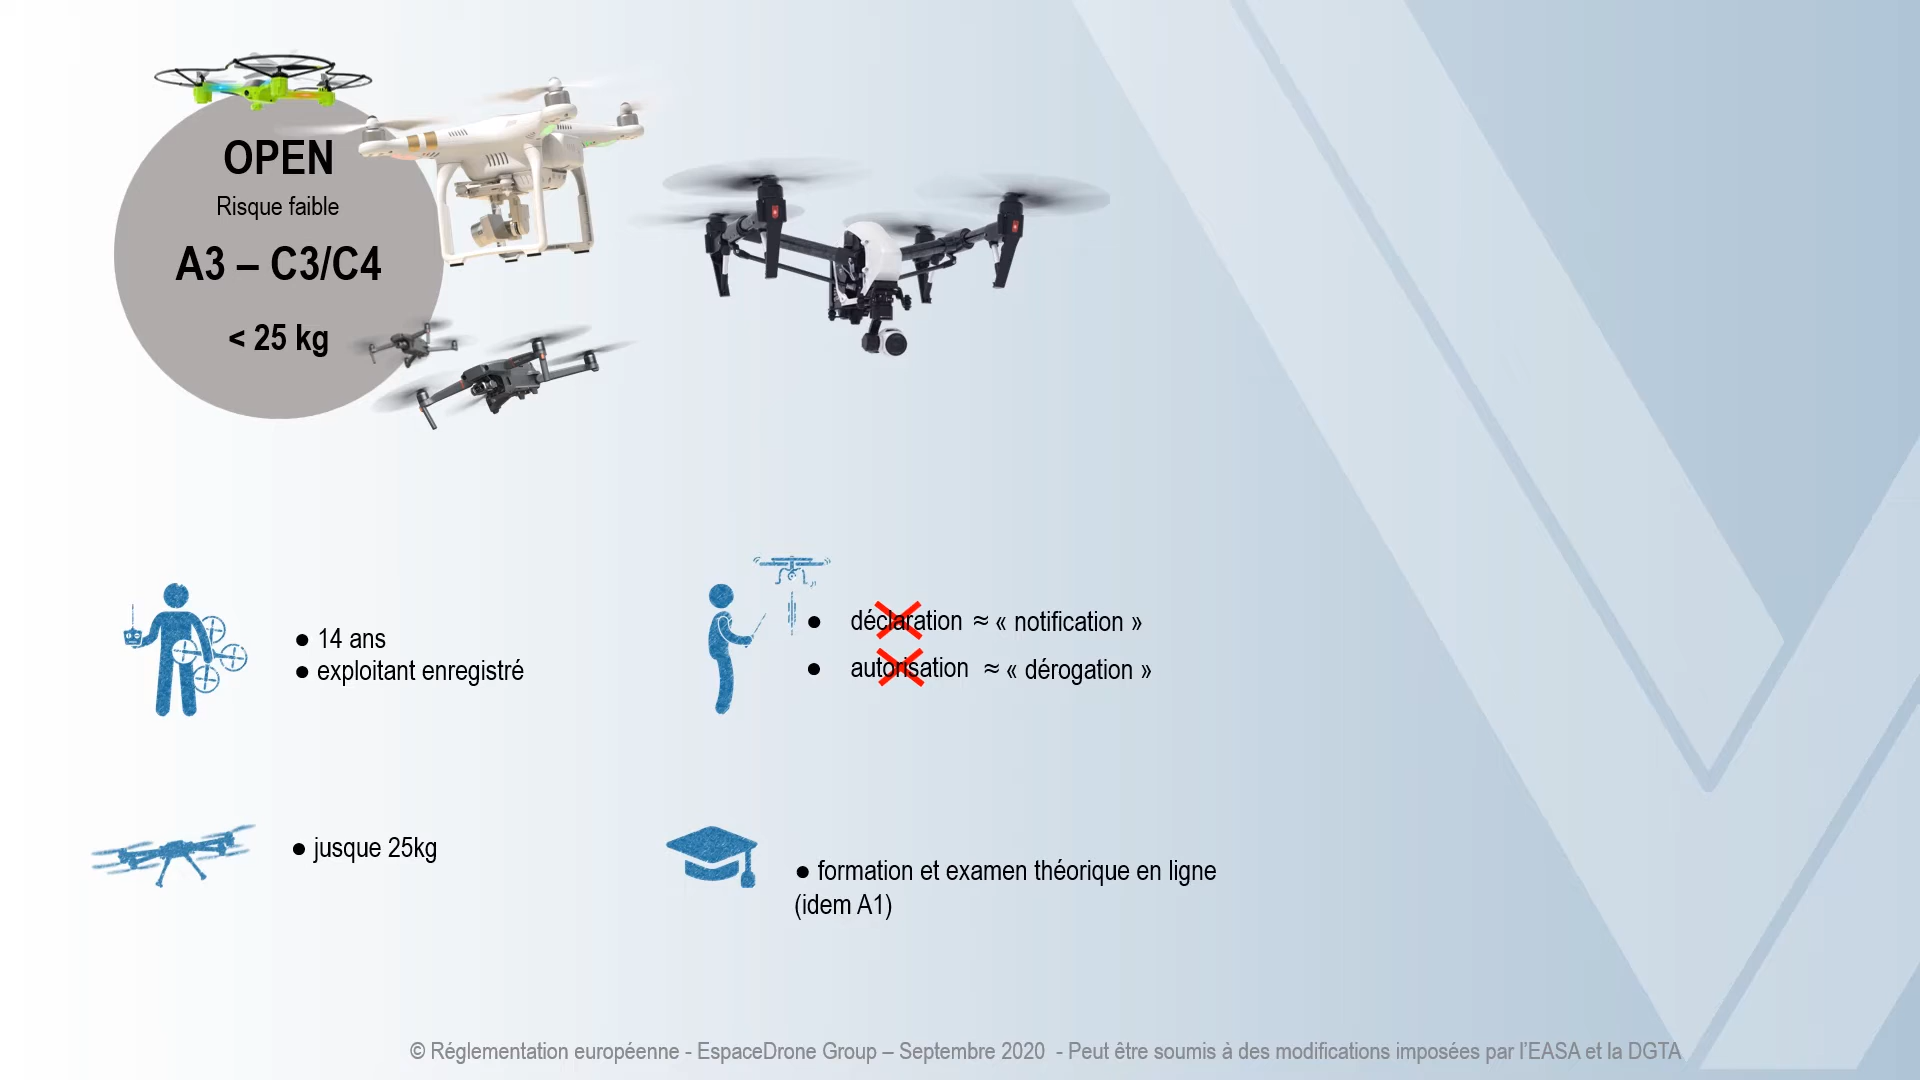 OPEN
Risque faible
A3 – C3/C4
< 25 kg
● 14 ans
● exploitant enregistré
● déclaration ≈ « notification »
● autorisation ≈ « dérogation »
● jusque 25kg
● formation et examen théorique en ligne
(idem A1)
© Réglementation européenne - EspaceDrone Group – Septembre 2020 - Peut être soumis à des modifications imposées par l’EASA et la DGTA